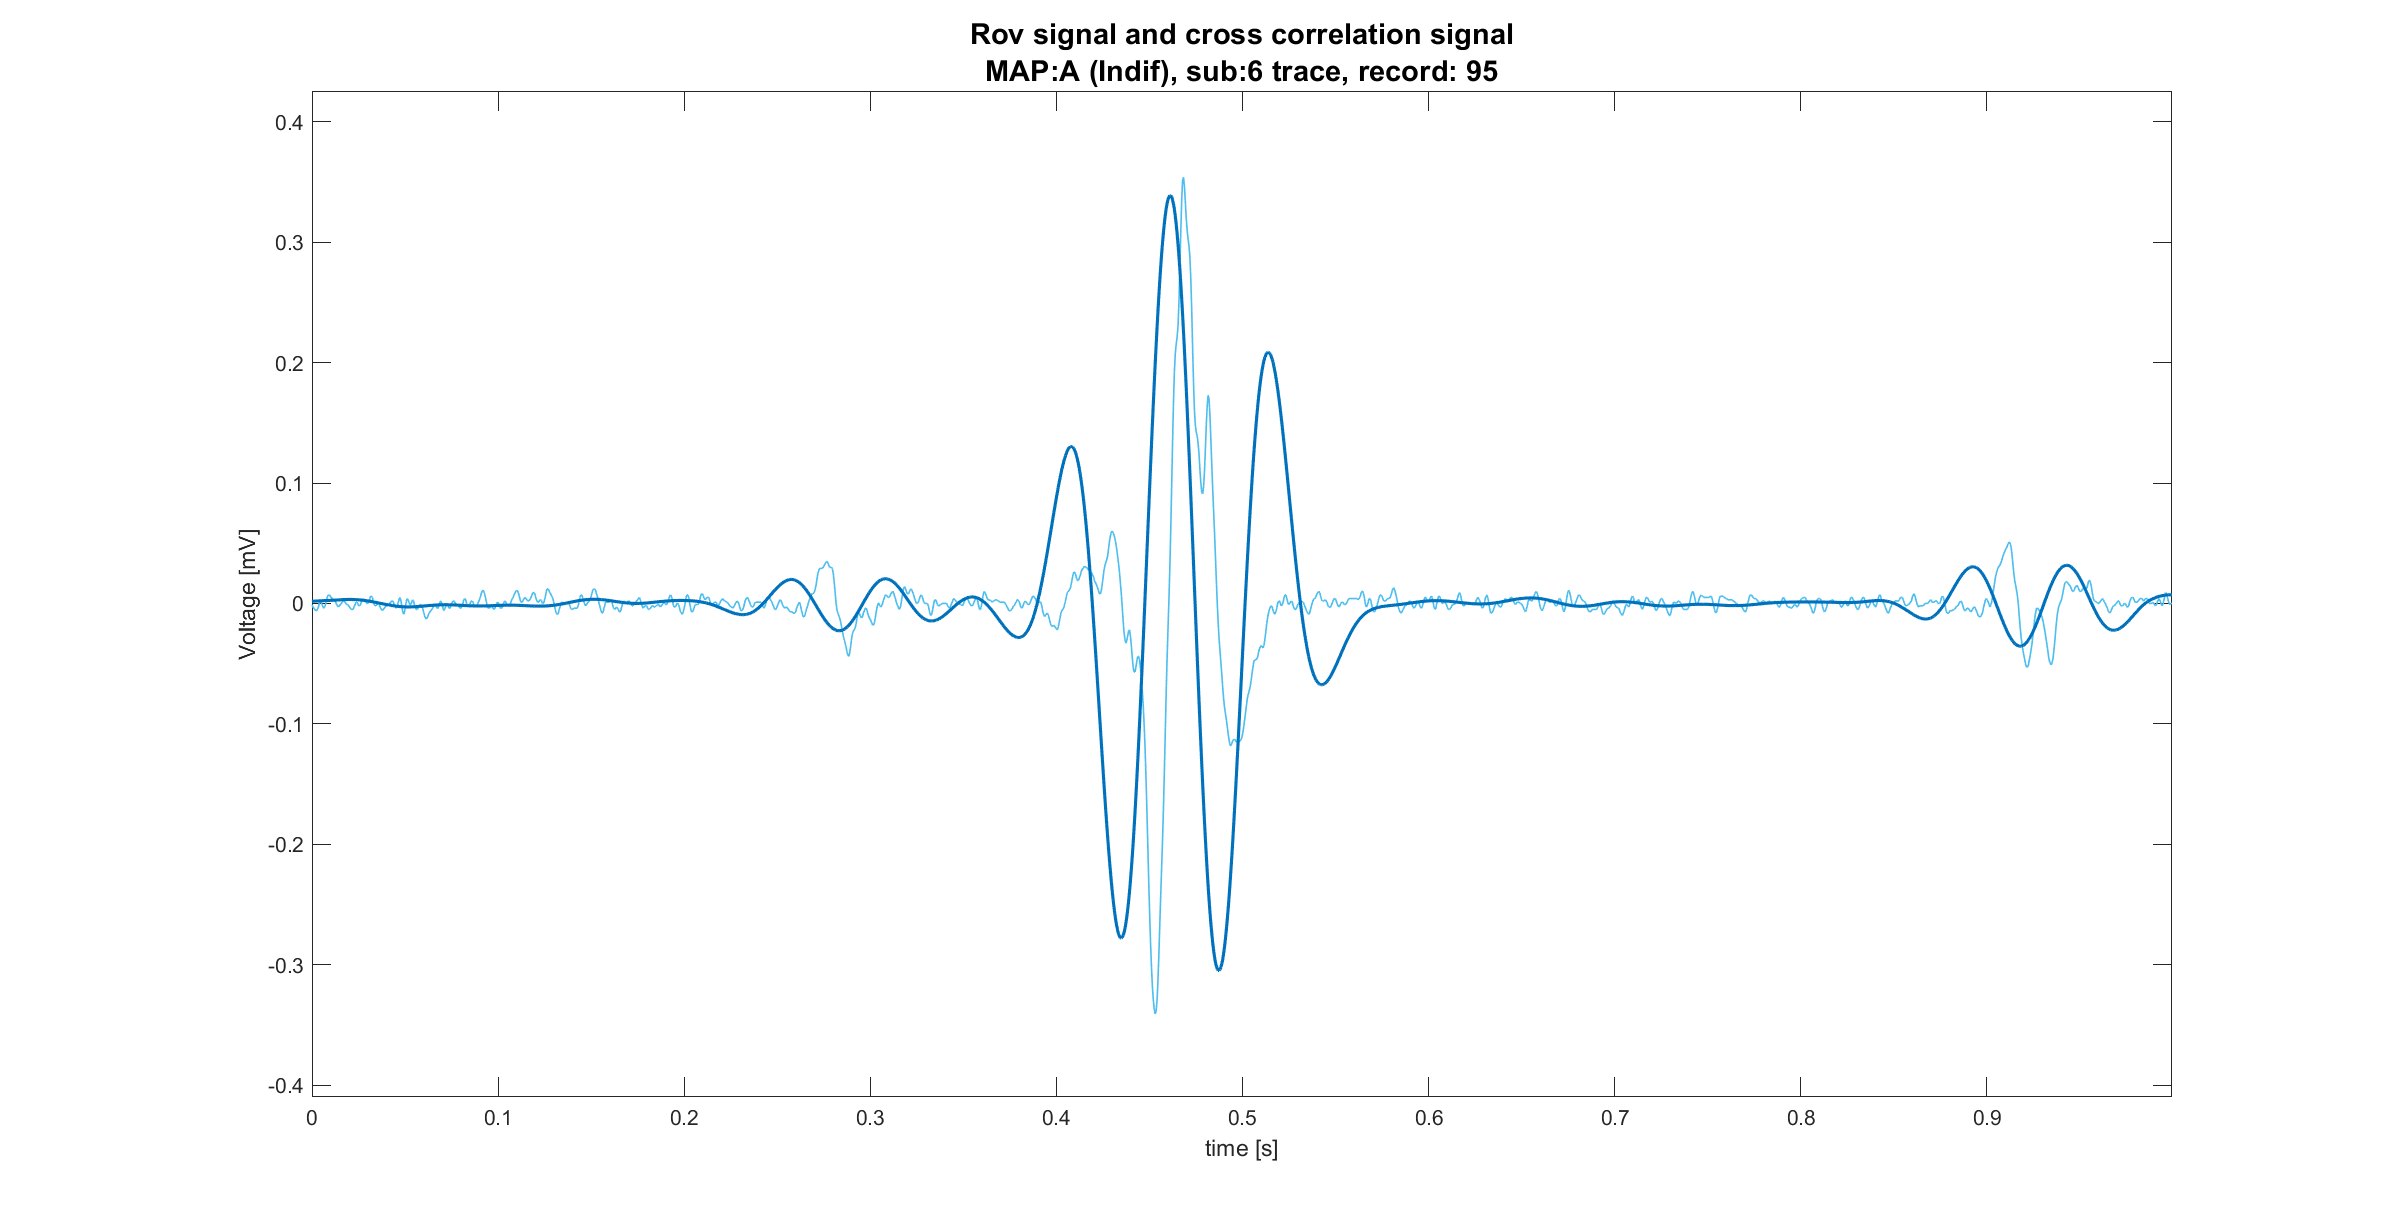 Rov signal and cross correlation signal
MAP:A (Indif), sub:6 trace, record: 95
0.4
0.3
0.2
0.1
0
-0.1
-0.2
-0.3
-0.4
Voltage [mV]
0 0.1 0.2 0.3 0.4 0.5 0.6 0.7 0.8 0.9
time [s]